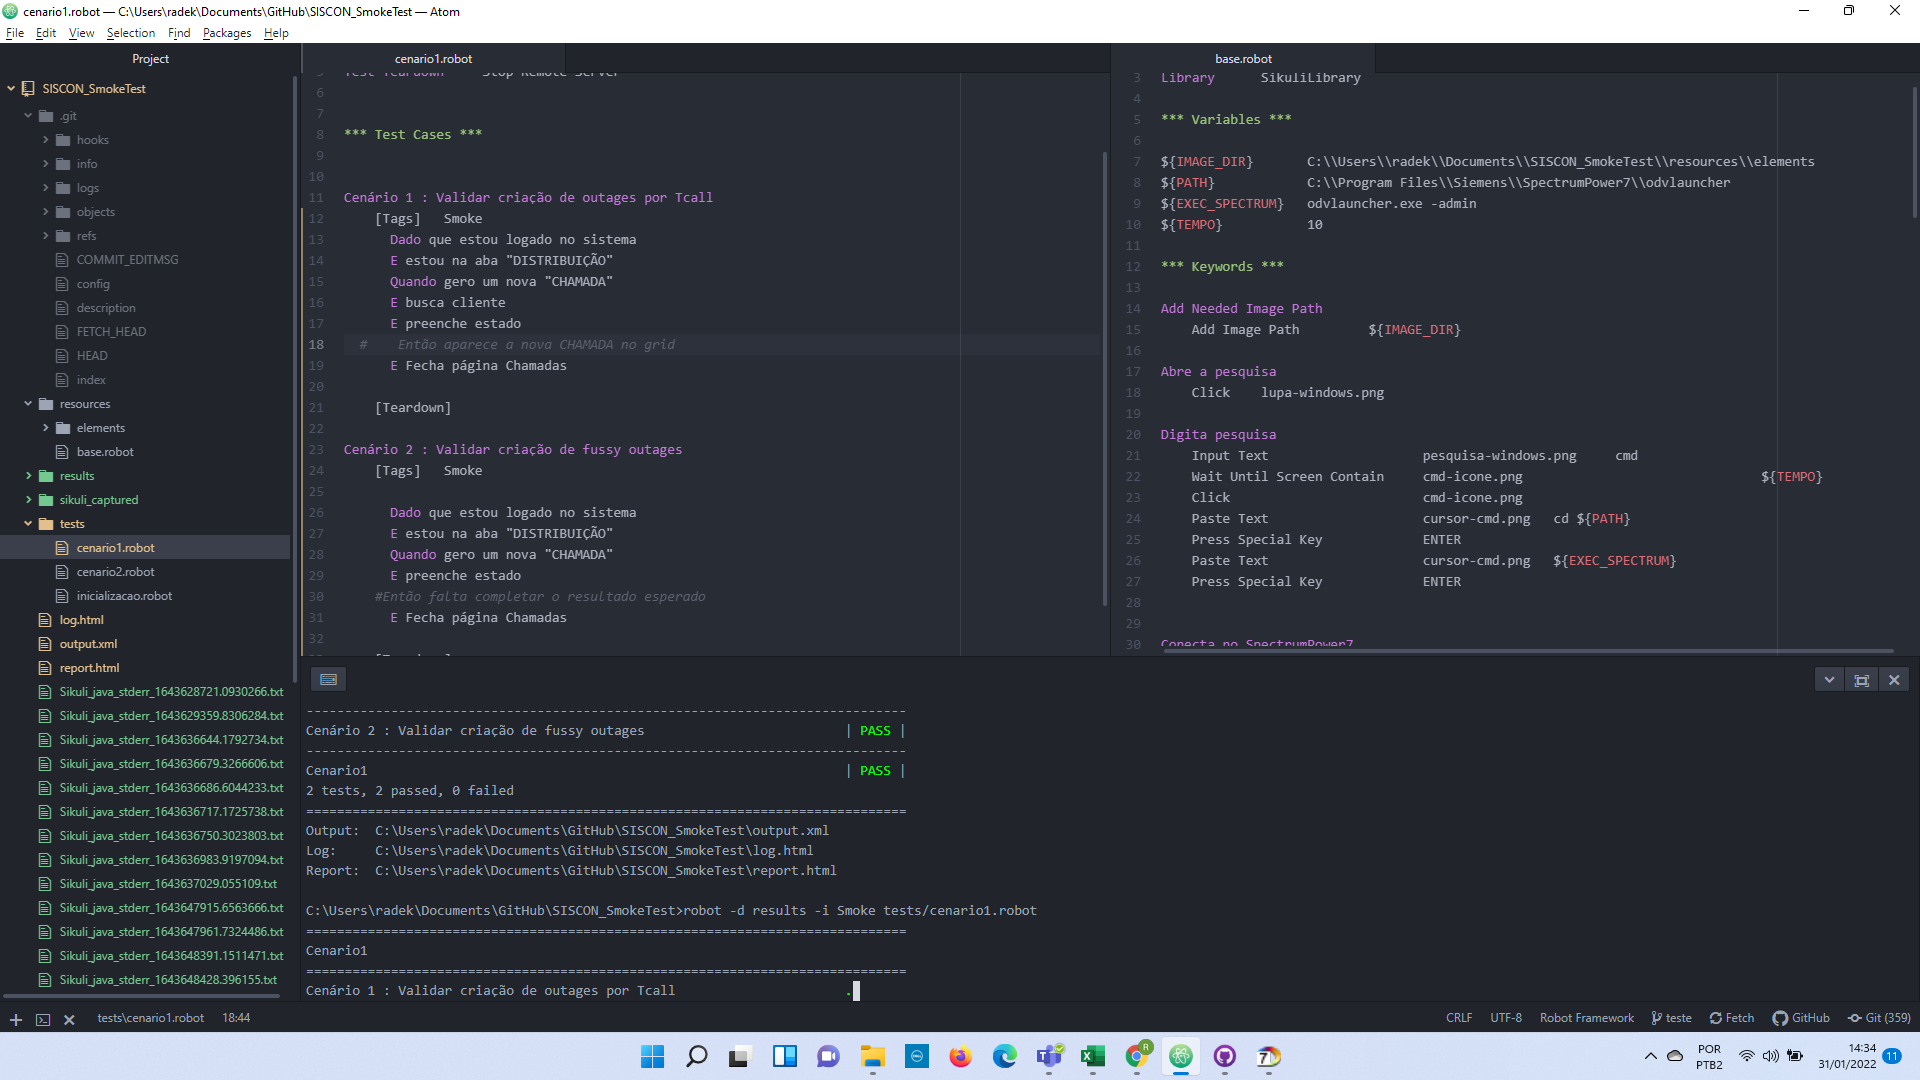 cenario1.robot — C:\Users\radek\Documents\GitHub\SISCON_SmokeTest — Atom
File Edit View Selection Find Packages Help
Project
SISCON_SmokeTest
.git
hooks
info
logs
objects
refs
COMMIT_EDITMSG
config
description
FETCH_HEAD
HEAD
index
resources
elements
base.robot
results
sikuli_captured
tests
cenario1.robot
cenario2.robot
inicializacao.robot
log.html
output.xml
report.html
Sikuli_java_stderr_1643628721.0930266.txt
Sikuli_java_stderr_1643629359.8306284.txt
Sikuli_java_stderr_1643636644.1792734.txt
Sikuli_java_stderr_1643636679.3266606.txt
Sikuli_java_stderr_1643636686.6044233.txt
Sikuli_java_stderr_1643636717.1725738.txt
Sikuli_java_stderr_1643636750.3023803.txt
Sikuli_java_stderr_1643636983.9197094.txt
Sikuli_java_stderr_1643637029.055109.txt
Sikuli_java_stderr_1643647915.6563666.txt
Sikuli_java_stderr_1643647961.7324486.txt
Sikuli_java_stderr_1643648391.1511471.txt
Sikuli_java_stderr_1643648428.396155.txt
cenario1.robot
5 Test Teardown Stop Remote Server
6
7
8 *** Test Cases ***
9
10
11 Cenário 1 : Validar criação de outages por Tcall
12 [Tags] Smoke
13 Dado que estou logado no sistema
14 E estou na aba "DISTRIBUIÇÃO"
15 Quando gero um nova "CHAMADA"
16 E busca cliente
17 E preenche estado
18 # Então aparece a nova CHAMADA no grid
19 E Fecha página Chamadas
20
21 [Teardown]
22
23 Cenário 2 : Validar criação de fussy outages
24 [Tags] Smoke
25
26 Dado que estou logado no sistema
27 E estou na aba "DISTRIBUIÇÃO"
28 Quando gero um nova "CHAMADA"
29 E preenche estado
30 #Então falta completar o resultado esperado
31 E Fecha página Chamadas
32
base.robot
3 Library SikuliLibrary
4
5 *** Variables ***
6
7 ${IMAGE_DIR} C:\\Users\\radek\\Documents\\SISCON_SmokeTest\\resources\\elements
8 ${PATH} C:\\Program Files\\Siemens\\SpectrumPower7\\odvlauncher
9 ${EXEC_SPECTRUM} odvlauncher.exe -admin
10 ${TEMPO} 10
11
12 *** Keywords ***
13
14 Add Needed Image Path
15 Add Image Path ${IMAGE_DIR}
16
17 Abre a pesquisa
18 Click lupa-windows.png
19
20 Digita pesquisa
21 Input Text pesquisa-windows.png cmd
22 Wait Until Screen Contain cmd-icone.png ${TEMPO}
23 Click cmd-icone.png
24 Paste Text cursor-cmd.png cd ${PATH}
25 Press Special Key ENTER
26 Paste Text cursor-cmd.png ${EXEC_SPECTRUM}
27 Press Special Key ENTER
28
29
30 Conecta no SpectrumPower7
------------------------------------------------------------------------------
Cenário 2 : Validar criação de fussy outages | PASS |
------------------------------------------------------------------------------
Cenario1 | PASS |
2 tests, 2 passed, 0 failed
==============================================================================
Output: C:\Users\radek\Documents\GitHub\SISCON_SmokeTest\output.xml
Log: C:\Users\radek\Documents\GitHub\SISCON_SmokeTest\log.html
Report: C:\Users\radek\Documents\GitHub\SISCON_SmokeTest\report.html
C:\Users\radek\Documents\GitHub\SISCON_SmokeTest>robot -d results -i Smoke tests/cenario1.robot
==============================================================================
Cenario1
==============================================================================
Cenário 1 : Validar criação de outages por Tcall .
tests\cenario1.robot 18:44 CRLF UTF-8 Robot Framework teste Fetch GitHub Git (359)
POR
PTB2
14:34
31/01/2022
11